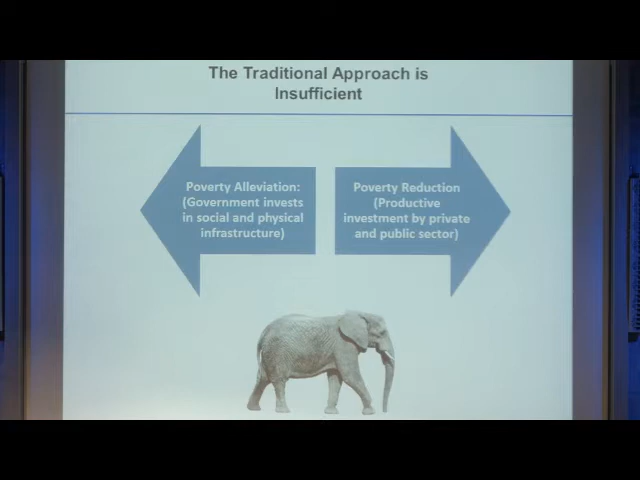 The Traditional Approach is
Insufficient
Poverty Alleviation:
(Government invests
in social and physical
infrastructure)
Poverty Reduction
(Productive
investment by private
and public sector)